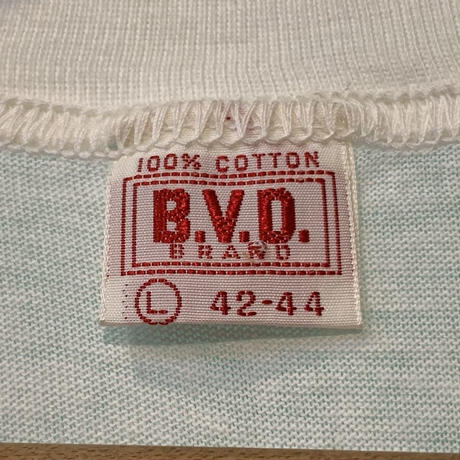 100% COTTON
B.V.D.
BRAND
L 42-44